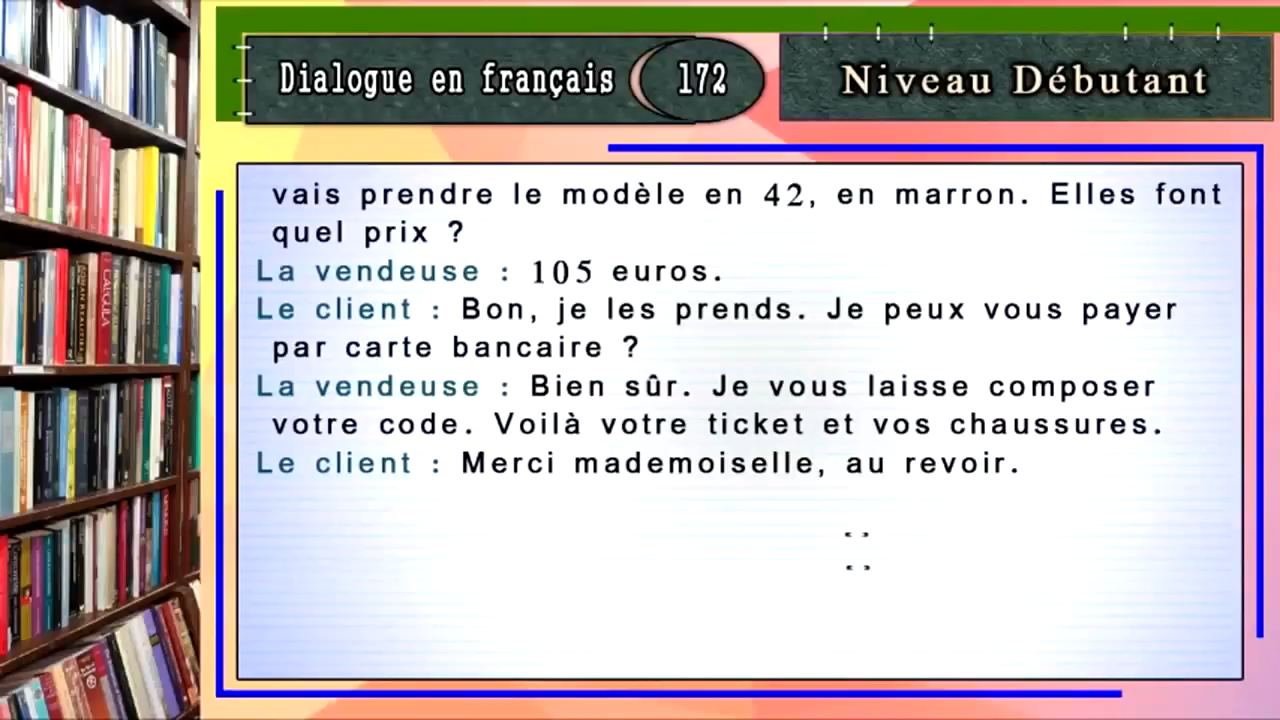 Dialogue en français 172
Niveau Débutant
vais prendre le modèle en 42, en marron. Elles font
quel prix ?
La vendeuse : 105 euros.
Le client : Bon, je les prends. Je peux vous payer
par carte bancaire ?
La vendeuse : Bien sûr. Je vous laisse composer
votre code. Voilà votre ticket et vos chaussures.
Le client : Merci mademoiselle, au revoir.